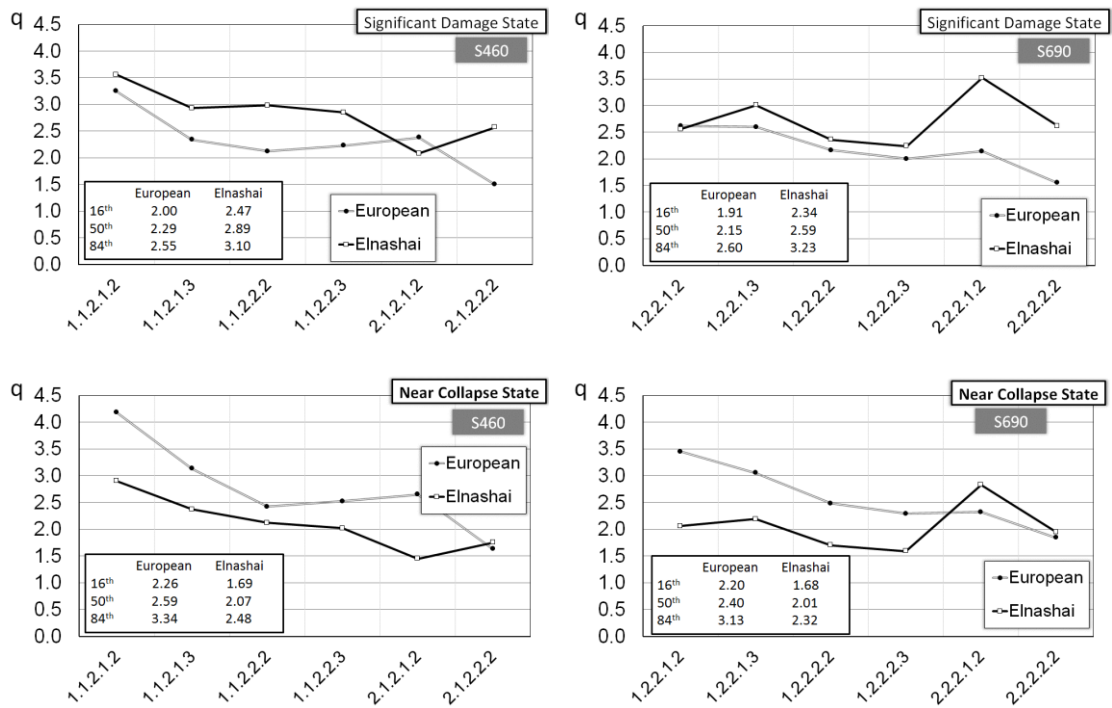 q
Significant Damage State
S460
4.5
4.0
3.5
3.0
2.5
2.0
1.5
1.0
0.5
0.0
European Elnashai
16th 2.00 2.47
50th 2.29 2.89
84th 2.55 3.10
European
Elnashai
1.1.2.1.2
1.1.2.1.3
1.1.2.2.2
1.1.2.2.3
2.1.2.1.2
2.1.2.2.2
q
Significant Damage State
S690
4.5
4.0
3.5
3.0
2.5
2.0
1.5
1.0
0.5
0.0
European Elnashai
16th 1.91 2.34
50th 2.15 2.59
84th 2.60 3.23
European
Elnashai
1.2.2.1.2
1.2.2.1.3
1.2.2.2.2
1.2.2.2.3
2.2.2.1.2
2.2.2.2.2
q
Near Collapse State
S460
4.5
4.0
3.5
3.0
2.5
2.0
1.5
1.0
0.5
0.0
European
Elnashai
European Elnashai
16th 2.26 1.69
50th 2.59 2.07
84th 3.34 2.48
1.1.2.1.2
1.1.2.1.3
1.1.2.2.2
1.1.2.2.3
2.1.2.1.2
2.1.2.2.2
q
Near Collapse State
S690
4.5
4.0
3.5
3.0
2.5
2.0
1.5
1.0
0.5
0.0
European Elnashai
16th 2.20 1.68
50th 2.40 2.01
84th 3.13 2.32
European
Elnashai
1.2.2.1.2
1.2.2.1.3
1.2.2.2.2
1.2.2.2.3
2.2.2.1.2
2.2.2.2.2